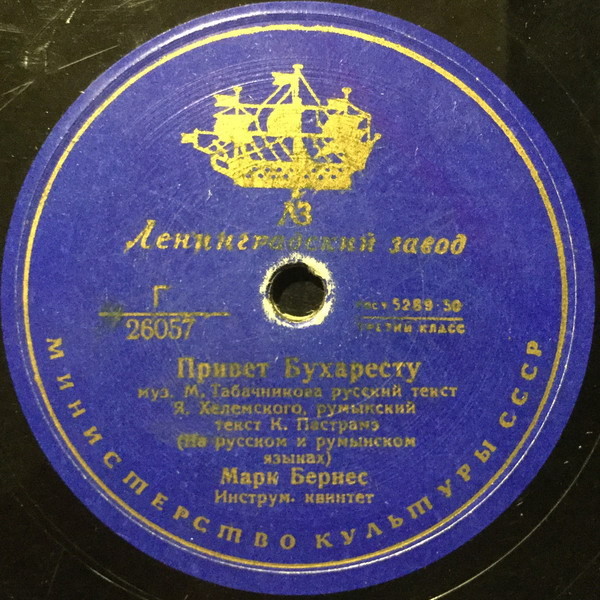 ЛЗ
Ленинградский завод
Г
26057
Гост 5289-50
ТРЕТИЙ КЛАСС
Привет Бухаресту
муз. М. Табачникова русский текст
Я. Хелемского, румынский
текст К. Пастрамэ
(На русском и румынском
языках)
Марк Бернес
Инструм. квинтет
МИНИСТЕРСТВО КУЛЬТУРЫ СССР